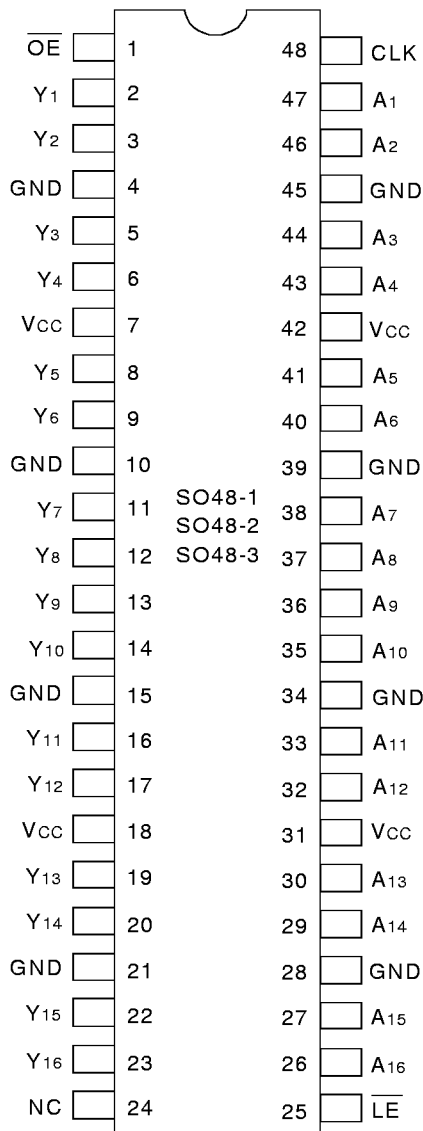 O̅E̅ 1 48 CLK
Y1 2 47 A1
Y2 3 46 A2
GND 4 45 GND
Y3 5 44 A3
Y4 6 43 A4
VCC 7 42 VCC
Y5 8 41 A5
Y6 9 40 A6
GND 10 39 GND
Y7 11 SO48-1 38 A7
SO48-2
Y8 12 SO48-3 37 A8
Y9 13 36 A9
Y10 14 35 A10
GND 15 34 GND
Y11 16 33 A11
Y12 17 32 A12
VCC 18 31 VCC
Y13 19 30 A13
Y14 20 29 A14
GND 21 28 GND
Y15 22 27 A15
Y16 23 26 A16
NC 24 25 L̅E̅